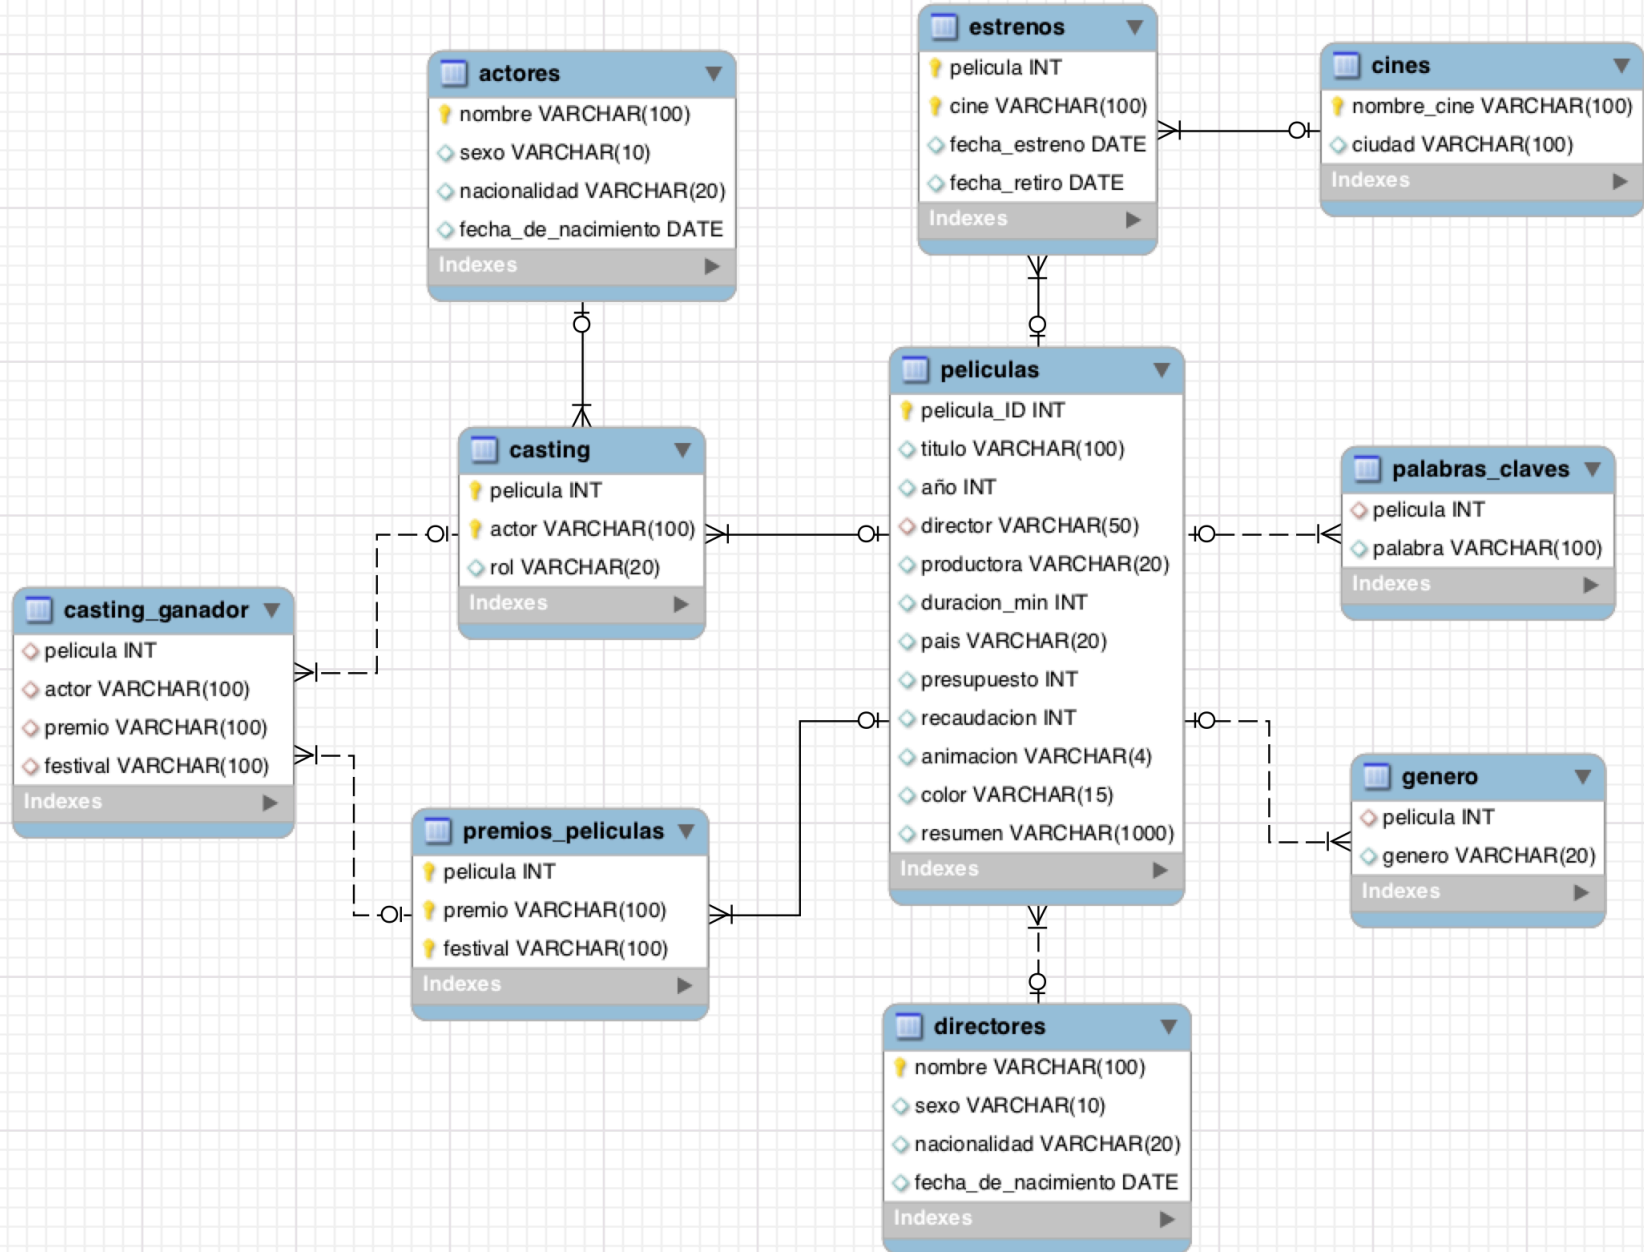 actores
nombre VARCHAR(100)
sexo VARCHAR(10)
nacionalidad VARCHAR(20)
fecha_de_nacimiento DATE
Indexes
estrenos
pelicula INT
cine VARCHAR(100)
fecha_estreno DATE
fecha_retiro DATE
Indexes
cines
nombre_cine VARCHAR(100)
ciudad VARCHAR(100)
Indexes
casting
pelicula INT
actor VARCHAR(100)
rol VARCHAR(20)
Indexes
peliculas
pelicula_ID INT
titulo VARCHAR(100)
año INT
director VARCHAR(50)
productora VARCHAR(20)
duracion_min INT
pais VARCHAR(20)
presupuesto INT
recaudacion INT
animacion VARCHAR(4)
color VARCHAR(15)
resumen VARCHAR(1000)
Indexes
palabras_claves
pelicula INT
palabra VARCHAR(100)
Indexes
casting_ganador
pelicula INT
actor VARCHAR(100)
premio VARCHAR(100)
festival VARCHAR(100)
Indexes
premios_peliculas
pelicula INT
premio VARCHAR(100)
festival VARCHAR(100)
Indexes
genero
pelicula INT
genero VARCHAR(20)
Indexes
directores
nombre VARCHAR(100)
sexo VARCHAR(10)
nacionalidad VARCHAR(20)
fecha_de_nacimiento DATE
Indexes